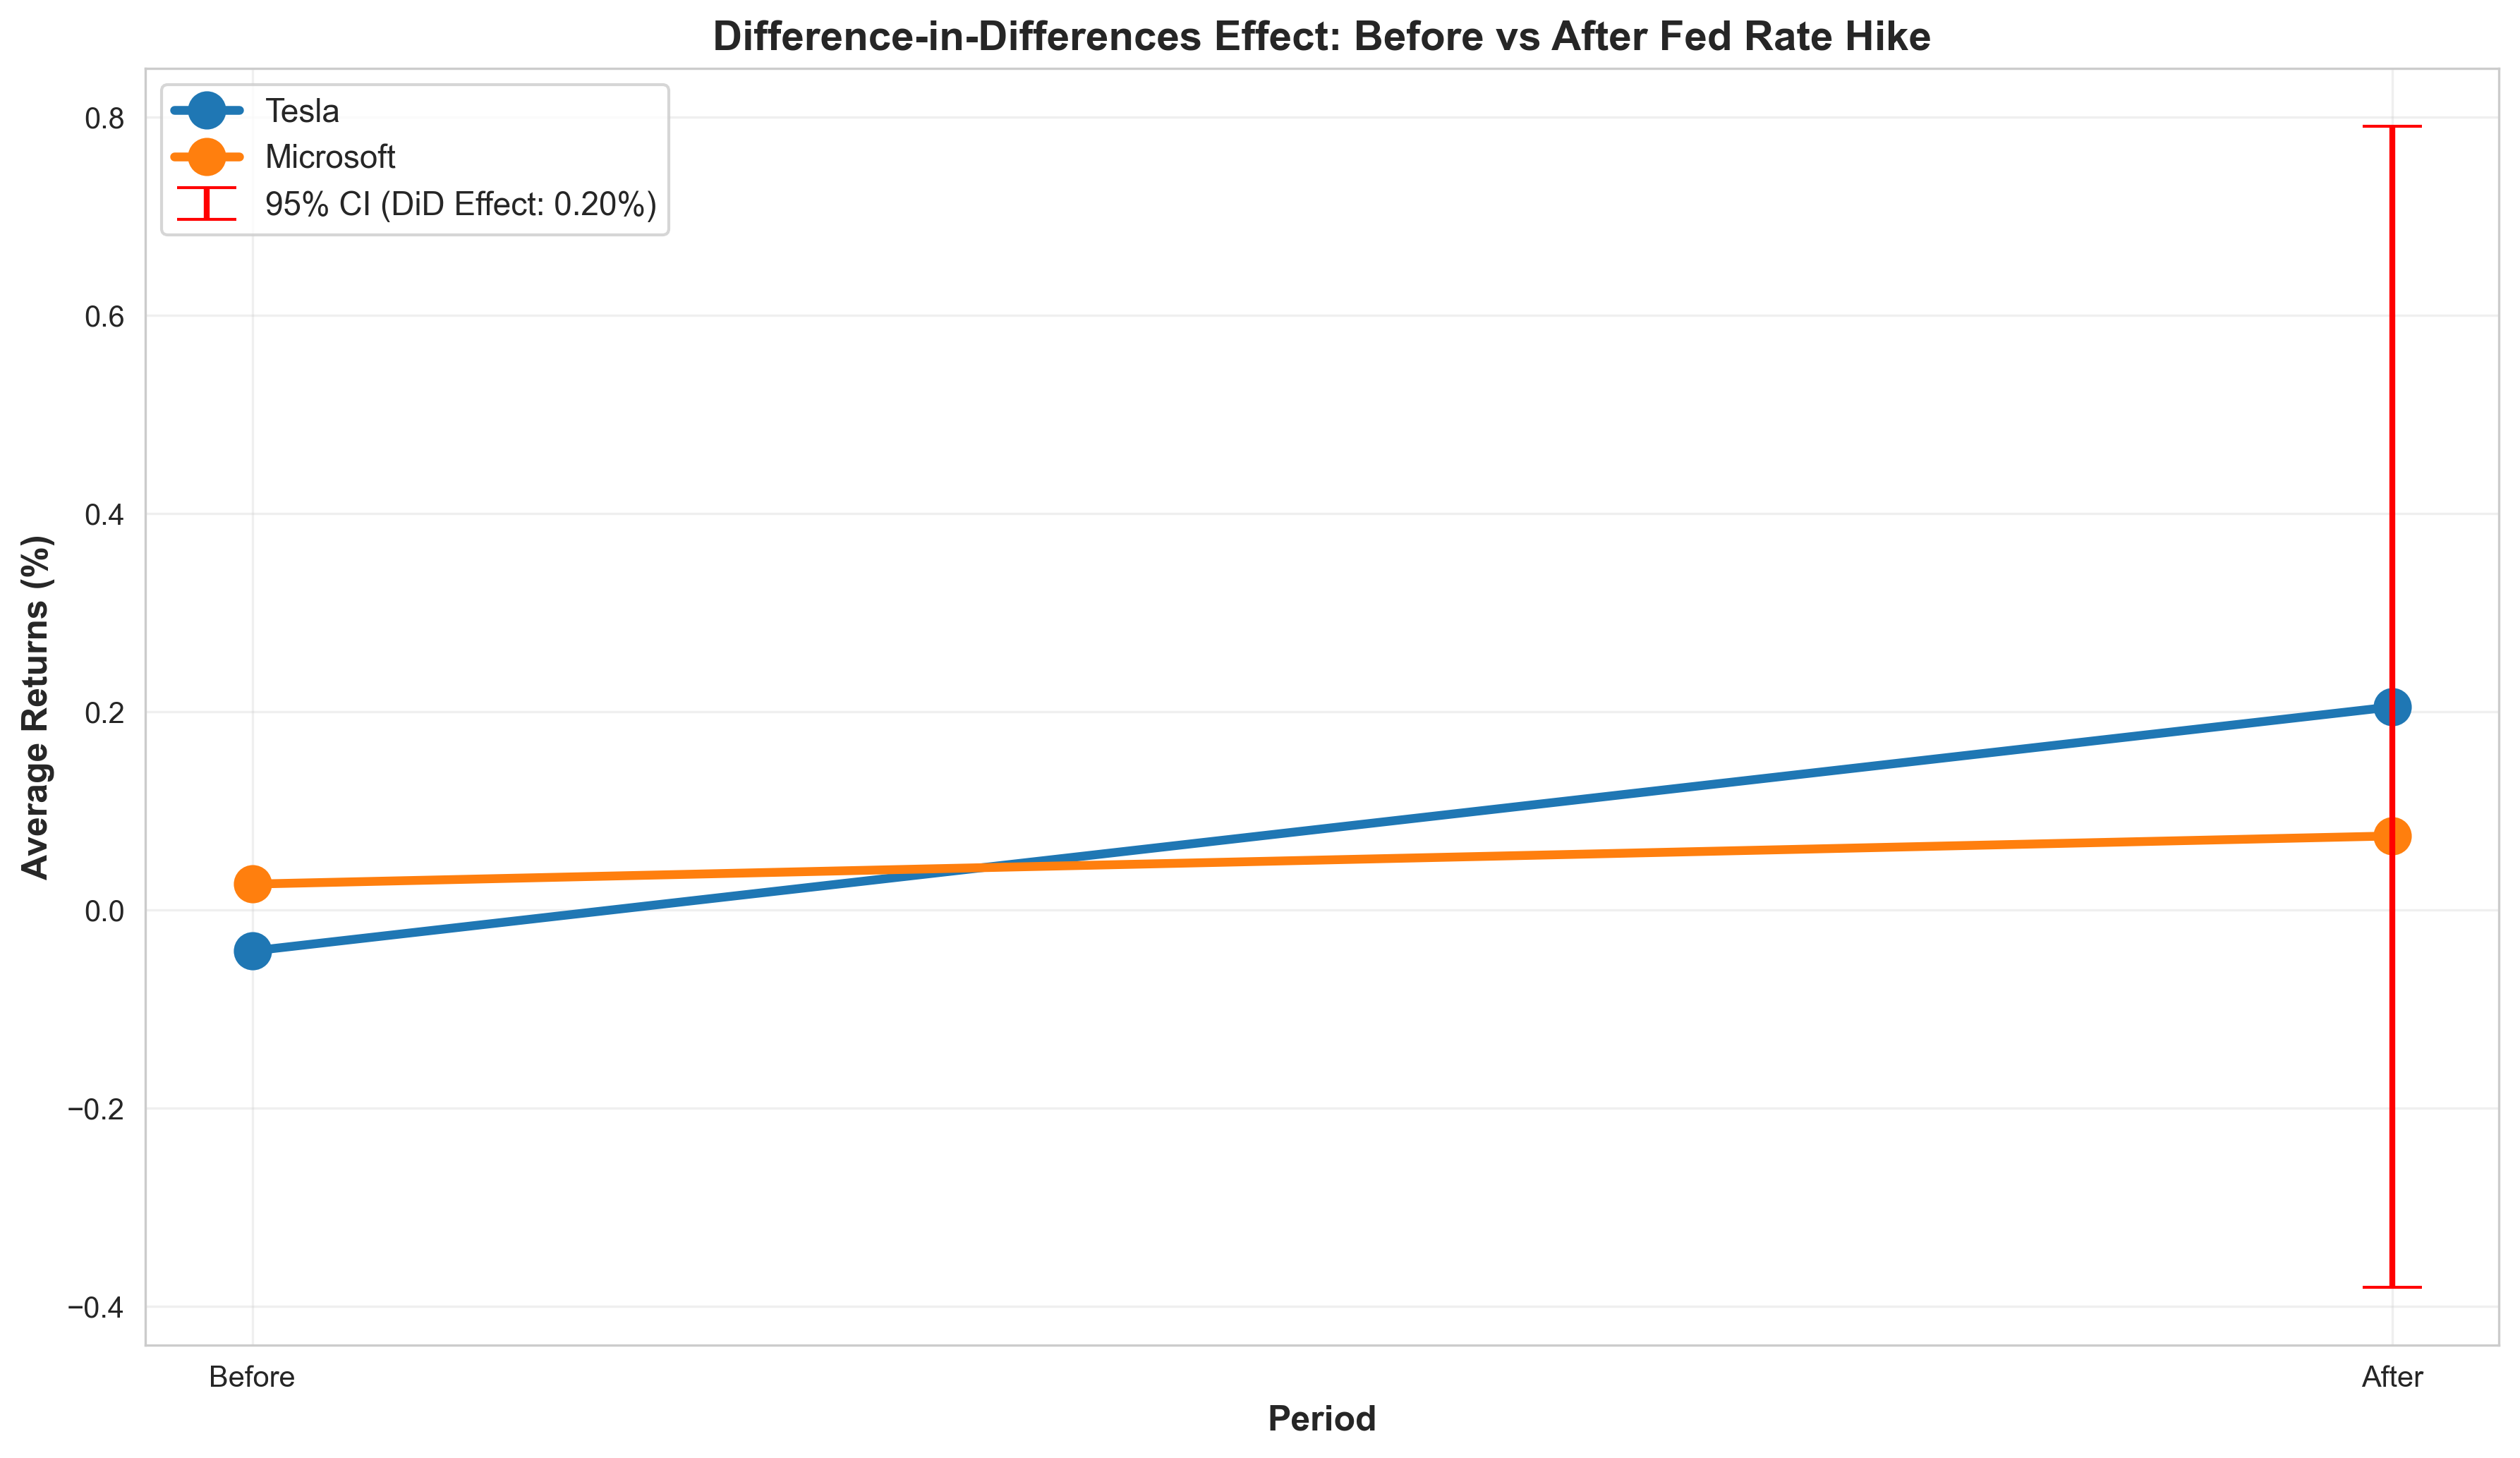 Difference-in-Differences Effect: Before vs After Fed Rate Hike
Tesla
Microsoft
95% CI (DiD Effect: 0.20%)
Average Returns (%)
0.8
0.6
0.4
0.2
0.0
−0.2
−0.4
Before
After
Period